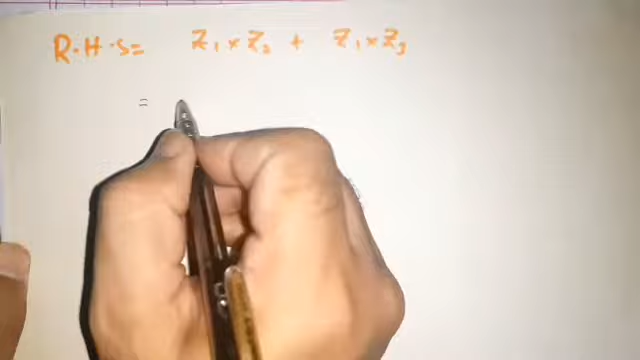 R.H.S= Z₁ × Z₂ + Z₁ × Z₃
=